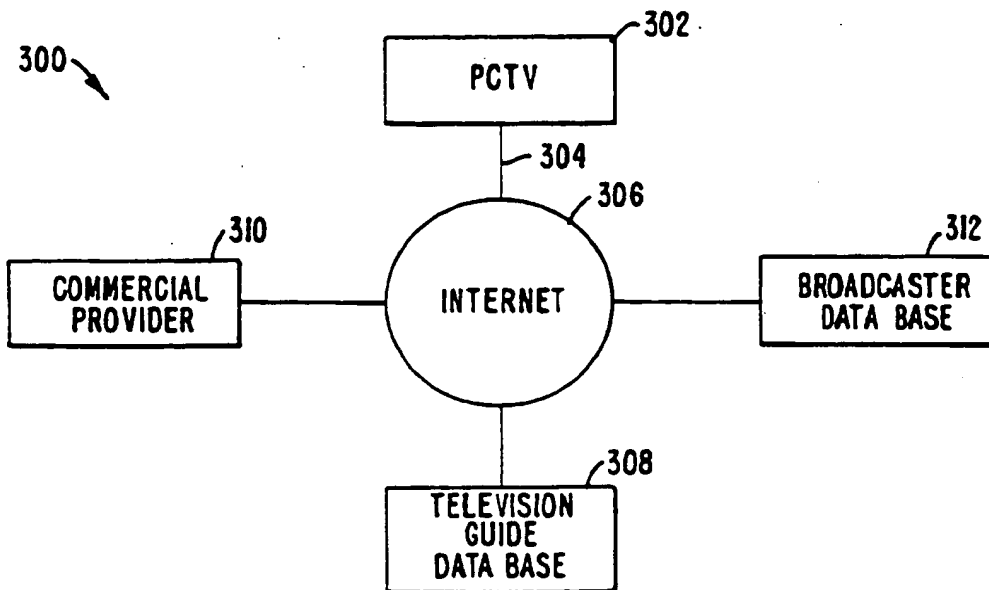 302
300
PCTV
304
306
310
312
COMMERCIAL
PROVIDER
INTERNET
BROADCASTER
DATA BASE
308
TELEVISION
GUIDE
DATA BASE